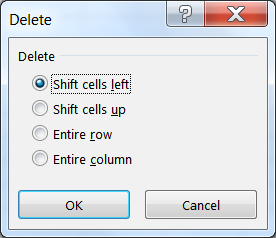 Delete
?
Delete
Shift cells left
Shift cells up
Entire row
Entire column
OK
Cancel